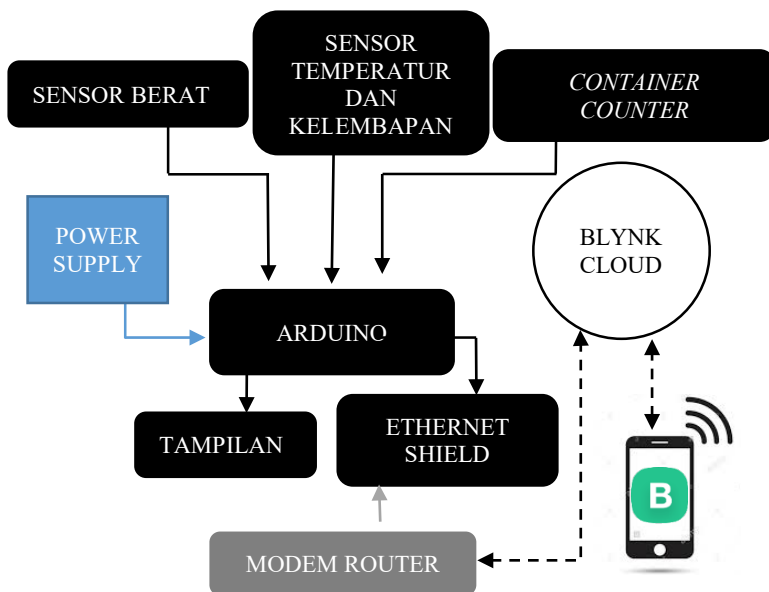 SENSOR BERAT
SENSOR
TEMPERATUR
DAN
KELEMBAPAN
CONTAINER
COUNTER
POWER
SUPPLY
BLYNK
CLOUD
ARDUINO
TAMPILAN
ETHERNET
SHIELD
B
MODEM ROUTER